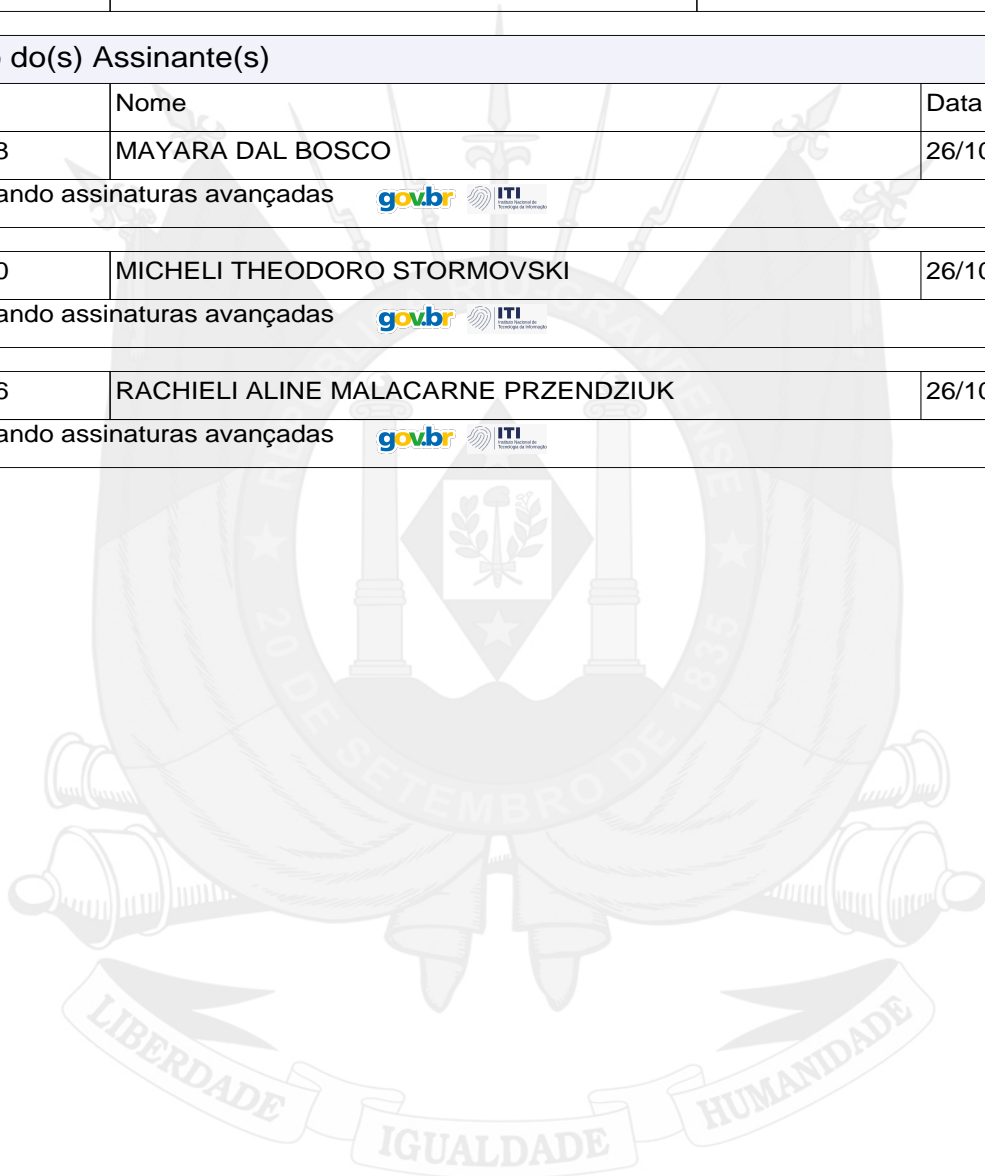 do(s) Assinante(s)
Nome Data
3 MAYARA DAL BOSCO 26/10
ando assinaturas avançadas gov.br ITI
0 MICHELI THEODORO STORMOVSKI 26/10
ando assinaturas avançadas gov.br ITI
6 RACHIELI ALINE MALACARNE PRZENDZIUK 26/10
ando assinaturas avançadas gov.br ITI
20 DE SETEMBRO DE 1835
LIBERDADE
IGUALDADE
HUMANIDADE